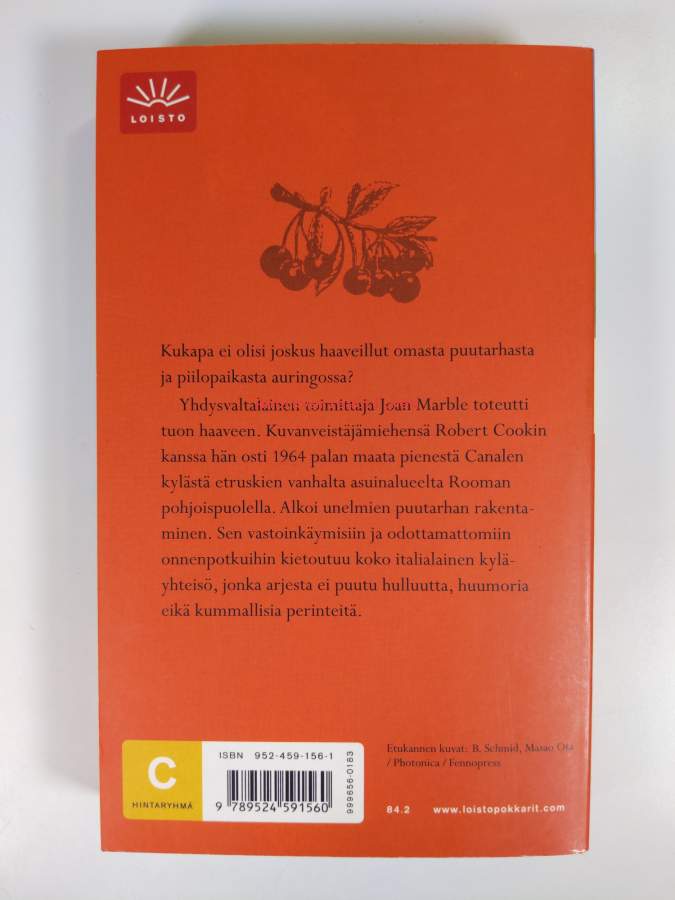 LOISTO
Kukapa ei olisi joskus haaveillut omasta puutarhasta
ja piilopaikasta auringossa?
Yhdysvaltalainen toimittaja Joan Marble toteutti
tuon haaveen. Kuvanveistäjämiehensä Robert Cookin
kanssa hän osti 1964 palan maata pienestä Canalen
kylästä etruskien vanhalta asuinalueelta Rooman
pohjoispuolella. Alkoi unelmien puutarhan rakenta-
minen. Sen vastoinkäymisiin ja odottamattomiin
onnenpotkuihin kietoutuu koko italialainen kylä-
yhteisö, jonka arjesta ei puutu hulluutta, huumoria
eikä kummallisia perinteitä.
C
HINTARYHMÄ
ISBN 952-459-156-1
9 789524 591560
999656-0183
Etukannen kuvat: B. Schmid, Masao Ota
/ Photonica / Fennopress
84.2 www.loistopokkarit.com